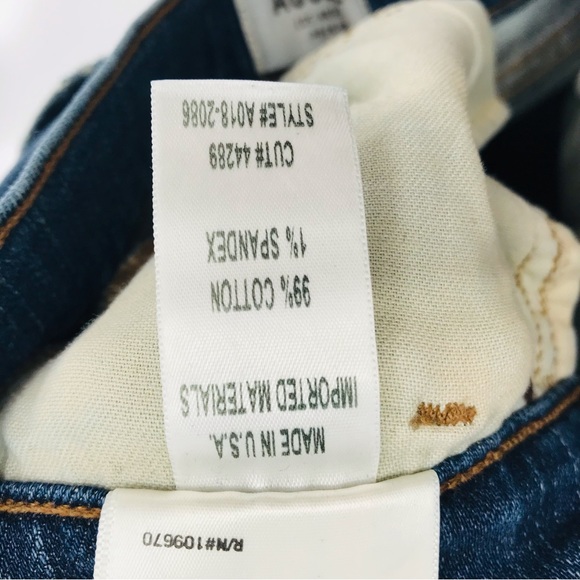 MADE IN U.S.A.
IMPORTED MATERIALS
99% COTTON
1% SPANDEX
CUT# 44289
STYLE# A018-2086
R/N#109670